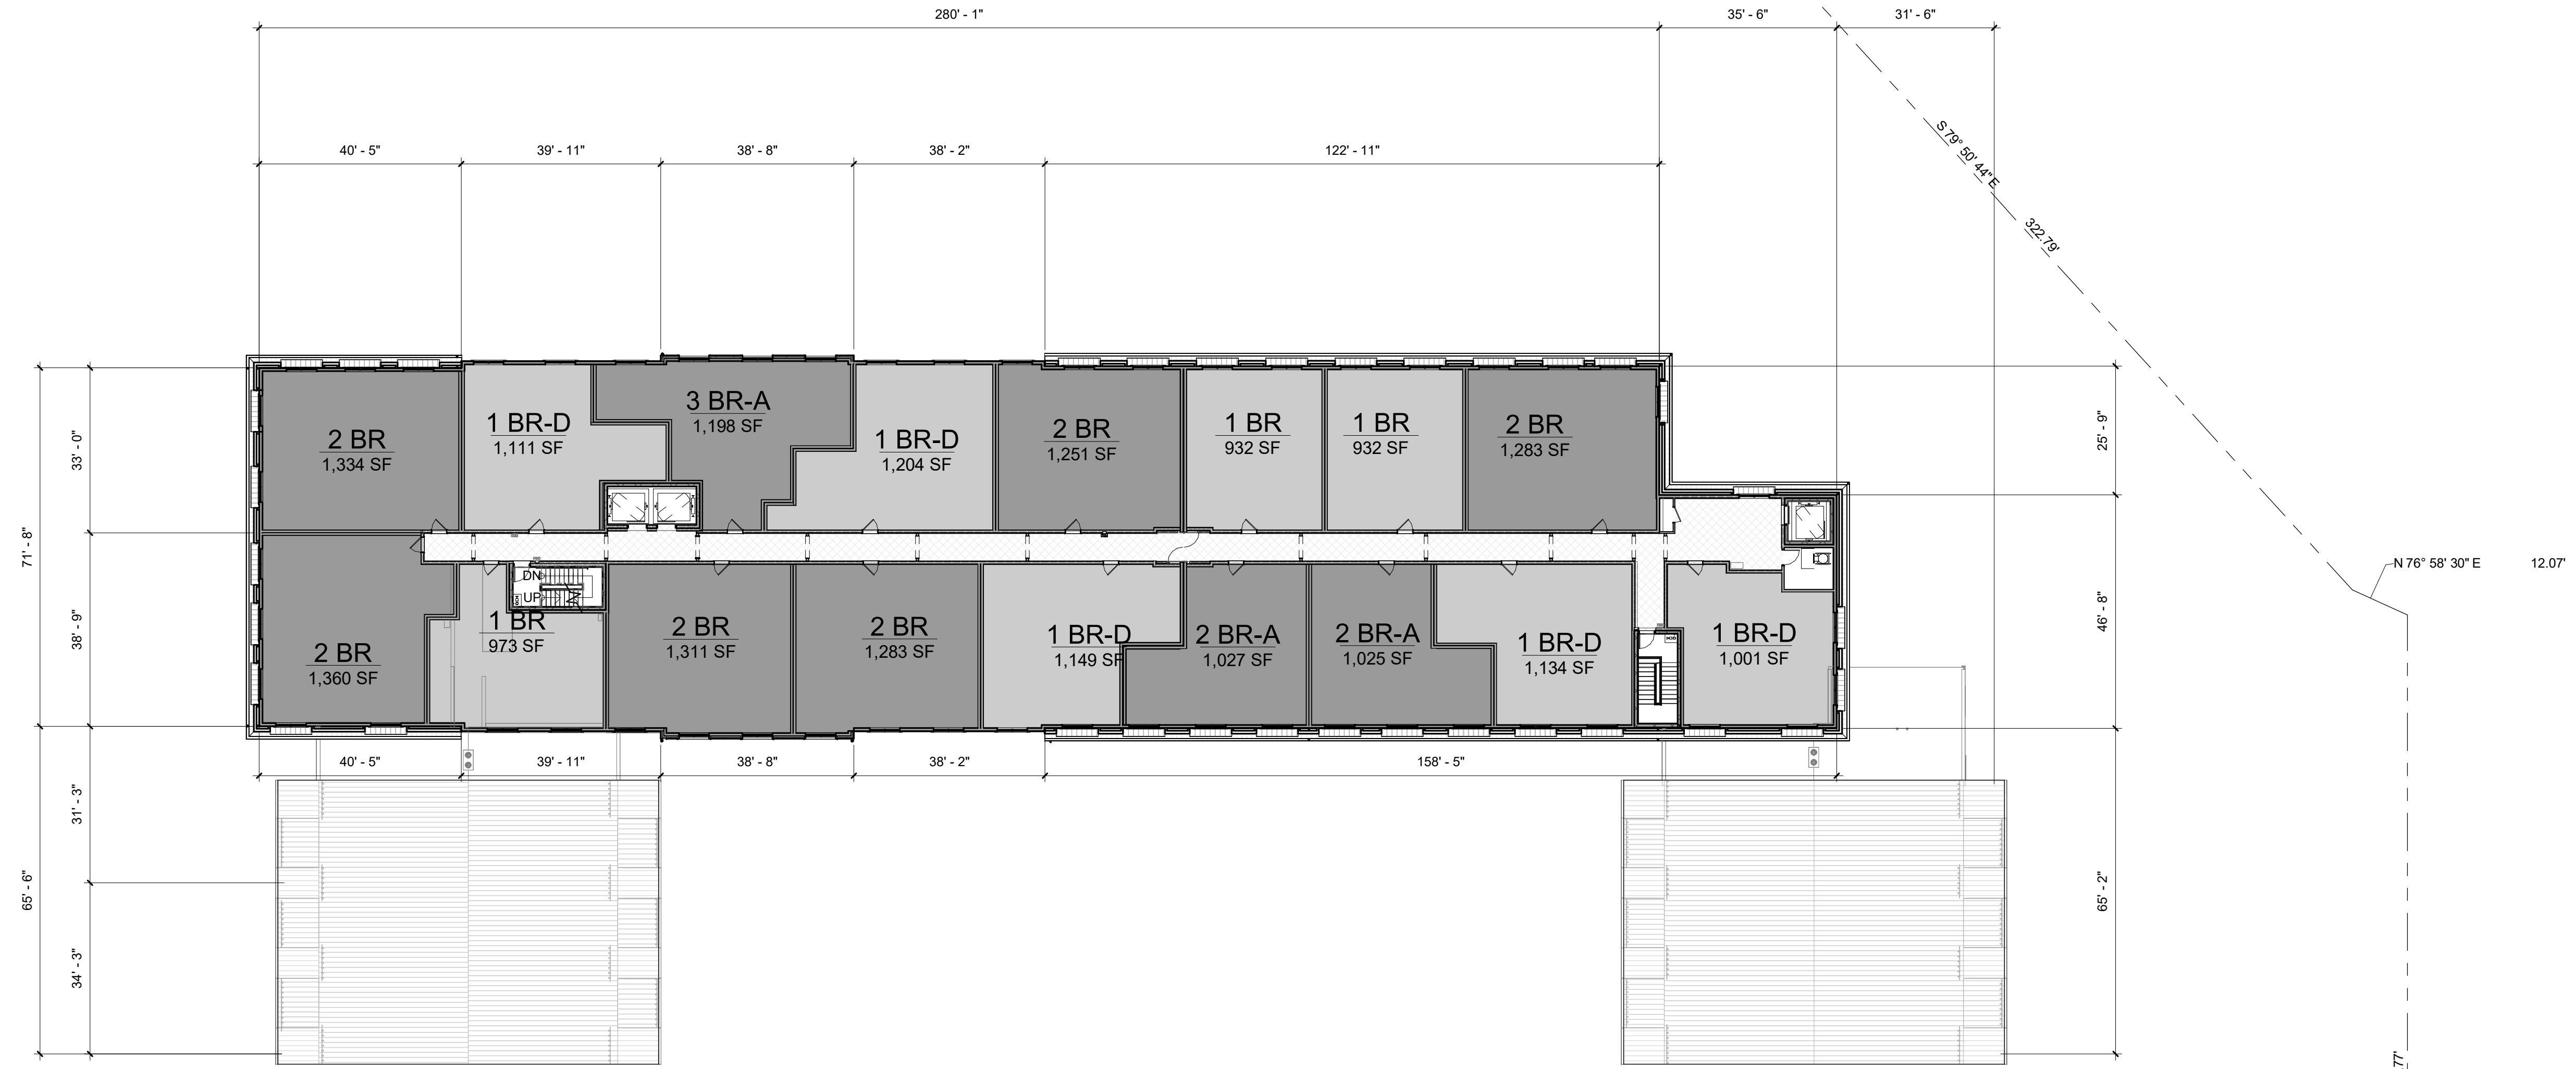 280' - 1"
35' - 6"
31' - 6"
40' - 5"
39' - 11"
38' - 8"
38' - 2"
122' - 11"
S 79° 50' 44" E
322.79'
71' - 8"
33' - 0"
38' - 9"
25' - 9"
46' - 8"
2 BR
1,334 SF
1 BR-D
1,111 SF
3 BR-A
1,198 SF
1 BR-D
1,204 SF
2 BR
1,251 SF
1 BR
932 SF
1 BR
932 SF
2 BR
1,283 SF
N 76° 58' 30" E
12.07'
DN
UP
2 BR
1,360 SF
1 BR
973 SF
2 BR
1,311 SF
2 BR
1,283 SF
1 BR-D
1,149 SF
2 BR-A
1,027 SF
2 BR-A
1,025 SF
1 BR-D
1,134 SF
1 BR-D
1,001 SF
40' - 5"
39' - 11"
38' - 8"
38' - 2"
158' - 5"
31' - 3"
65' - 6"
34' - 3"
65' - 2"
77'